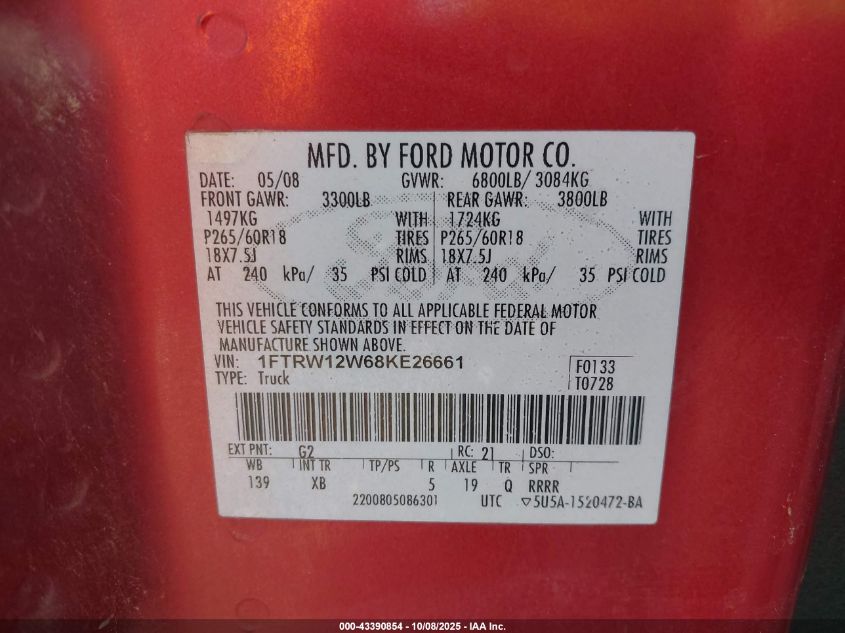 MFD. BY FORD MOTOR CO.
DATE: 05/08 GVWR: 6800LB/ 3084KG
FRONT GAWR: 3300LB REAR GAWR: 3800LB
1497KG WITH 1724KG WITH
P265/60R18 TIRES P265/60R18 TIRES
18X7.5J RIMS 18X7.5J RIMS
AT 240 kPa/ 35 PSI COLD AT 240 kPa/ 35 PSI COLD
THIS VEHICLE CONFORMS TO ALL APPLICABLE FEDERAL MOTOR
VEHICLE SAFETY STANDARDS IN EFFECT ON THE DATE OF
MANUFACTURE SHOWN ABOVE.
VIN: 1FTRW12W68KE26661 F0133
TYPE: Truck T0728
EXT PNT: G2 RC: 21 DSO:
WB INT TR TP/PS R AXLE TR SPR
139 XB 5 19 Q RRRR
2200805086301 UTC ▽5U5A-1520472-BA
000-43390854 - 10/08/2025 - IAA Inc.